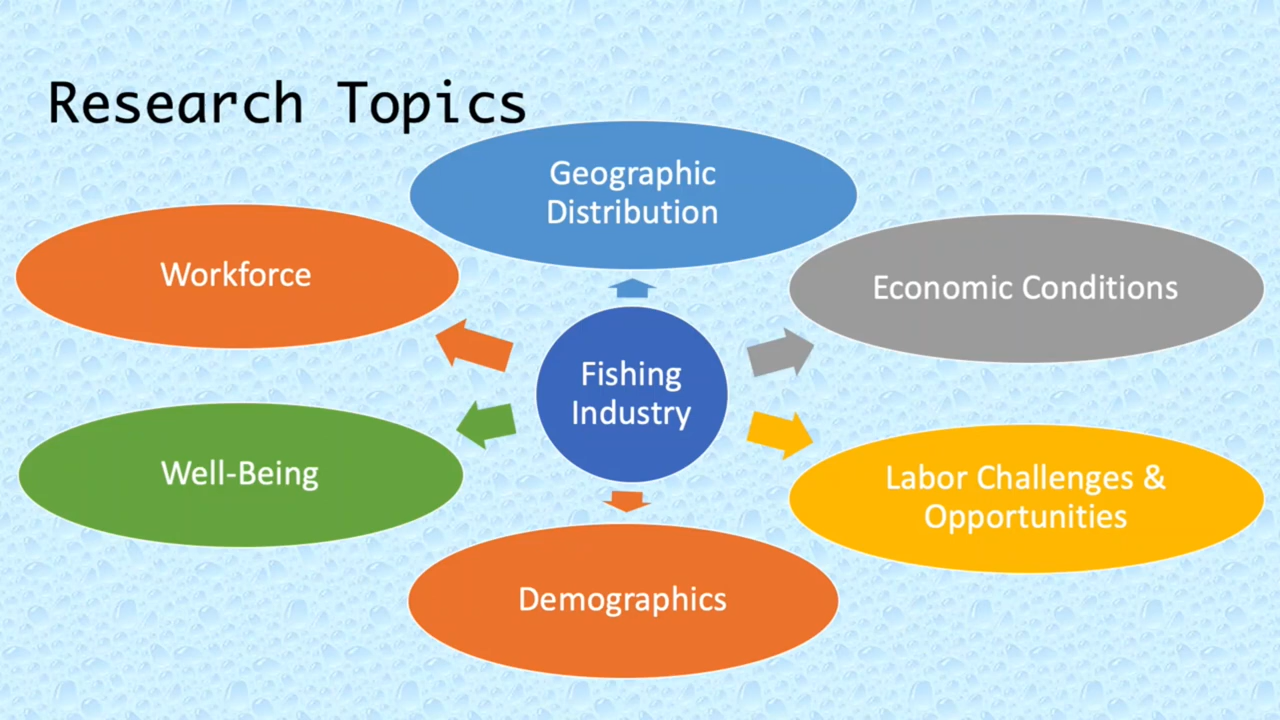 Research Topics
Geographic
Distribution
Workforce
Economic Conditions
Fishing
Industry
Well-Being
Labor Challenges &
Opportunities
Demographics